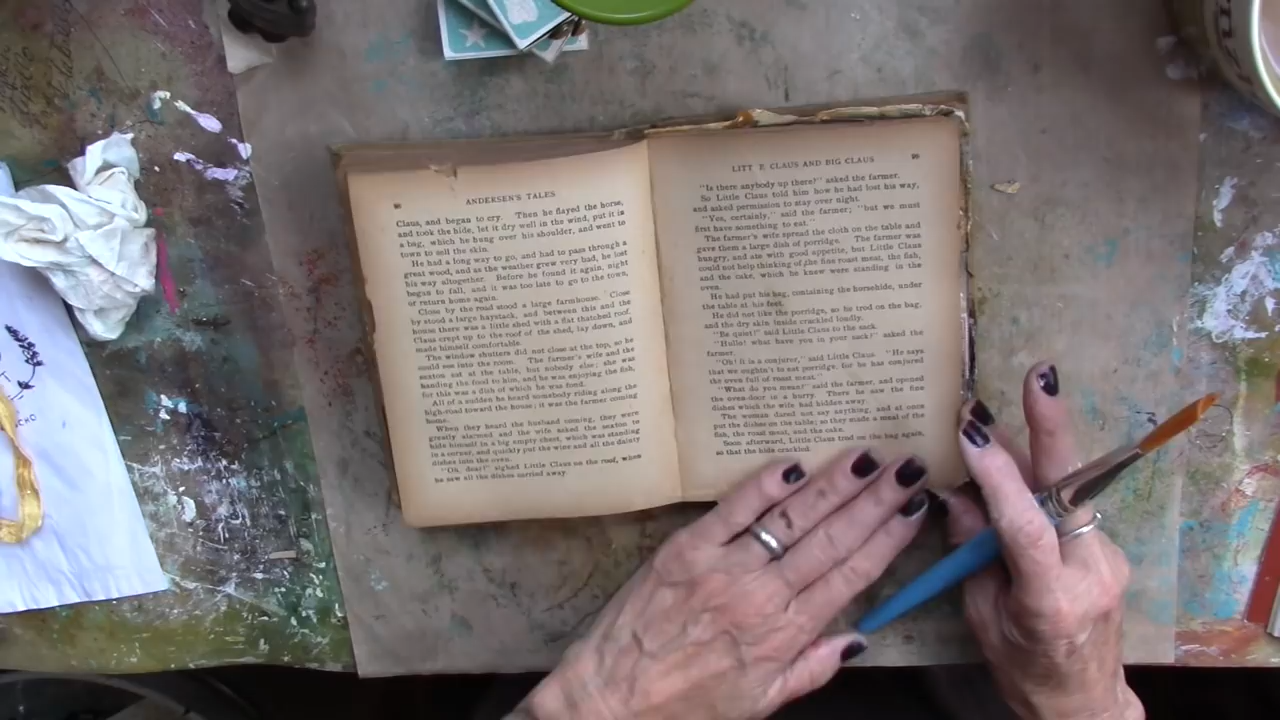 98
ANDERSEN'S TALES
Claus, and began to cry. Then he flayed the horse,
and took the hide, let it dry well in the wind, put it in
a bag, which he hung over his shoulder, and went to
town to sell the skin.
He had a long way to go, and had to pass through a
great wood, and as the weather grew very bad, he lost
his way altogether. Before he found it again, night
began to fall, and it was too late to go to the town,
or return home again.
Close by the road stood a large farmhouse. Close
by stood a large haystack, and between this and the
house there was a little shed with a flat thatched roof.
Claus crept up to the roof of the shed, lay down, and
made himself comfortable.
The window shutters did not close at the top, so he
could see into the room. The farmer's wife and the
sexton sat at the table, but nobody else; she was
handing the food to him, and he was enjoying the fish,
for this was a dish of which he was fond.
All of a sudden he heard somebody riding along the
high-road toward the house; it was the farmer coming
home.
When they heard the husband coming, they were
greatly alarmed and the wife asked the sexton to
hide himself in a big empty chest, which was standing
in a corner, and quickly put the wine and all the dainty
dishes into the oven.
"Oh, dear!" sighed Little Claus on the roof, when
he saw all the dishes carried away.
LITT E CLAUS AND BIG CLAUS
99
"Is there anybody up there?" asked the farmer.
So Little Claus told him how he had lost his way,
and asked permission to stay over night.
"Yes, certainly," said the farmer; "but we must
first have something to eat."
The farmer's wife spread the cloth on the table and
gave them a large dish of porridge. The farmer was
hungry, and ate with good appetite, but Little Claus
could not help thinking of the fine roast meat, the fish,
and the cake, which he knew were standing in the
oven.
He had put his bag, containing the horsehide, under
the table at his feet.
He did not like the porridge, so he trod on the bag,
and the dry skin inside crackled loudly.
"Be quiet!" said Little Claus to the sack.
"Hullo! what have you in your sack?" asked the
farmer.
"Oh! it is a conjurer," said Little Claus. "He says
that we oughtn't to eat porridge, for he has conjured
the oven full of roast meat."
"What do you mean?" said the farmer, and opened
the oven-door in a hurry. There he saw the fine
dishes which the wife had hidden away.
The woman dared not say anything, and at once
put the dishes on the table; so they made a meal of the
fish, the roast meat, and the cake.
Soon afterward, Little Claus trod on the bag again,
so that the hide crackled.